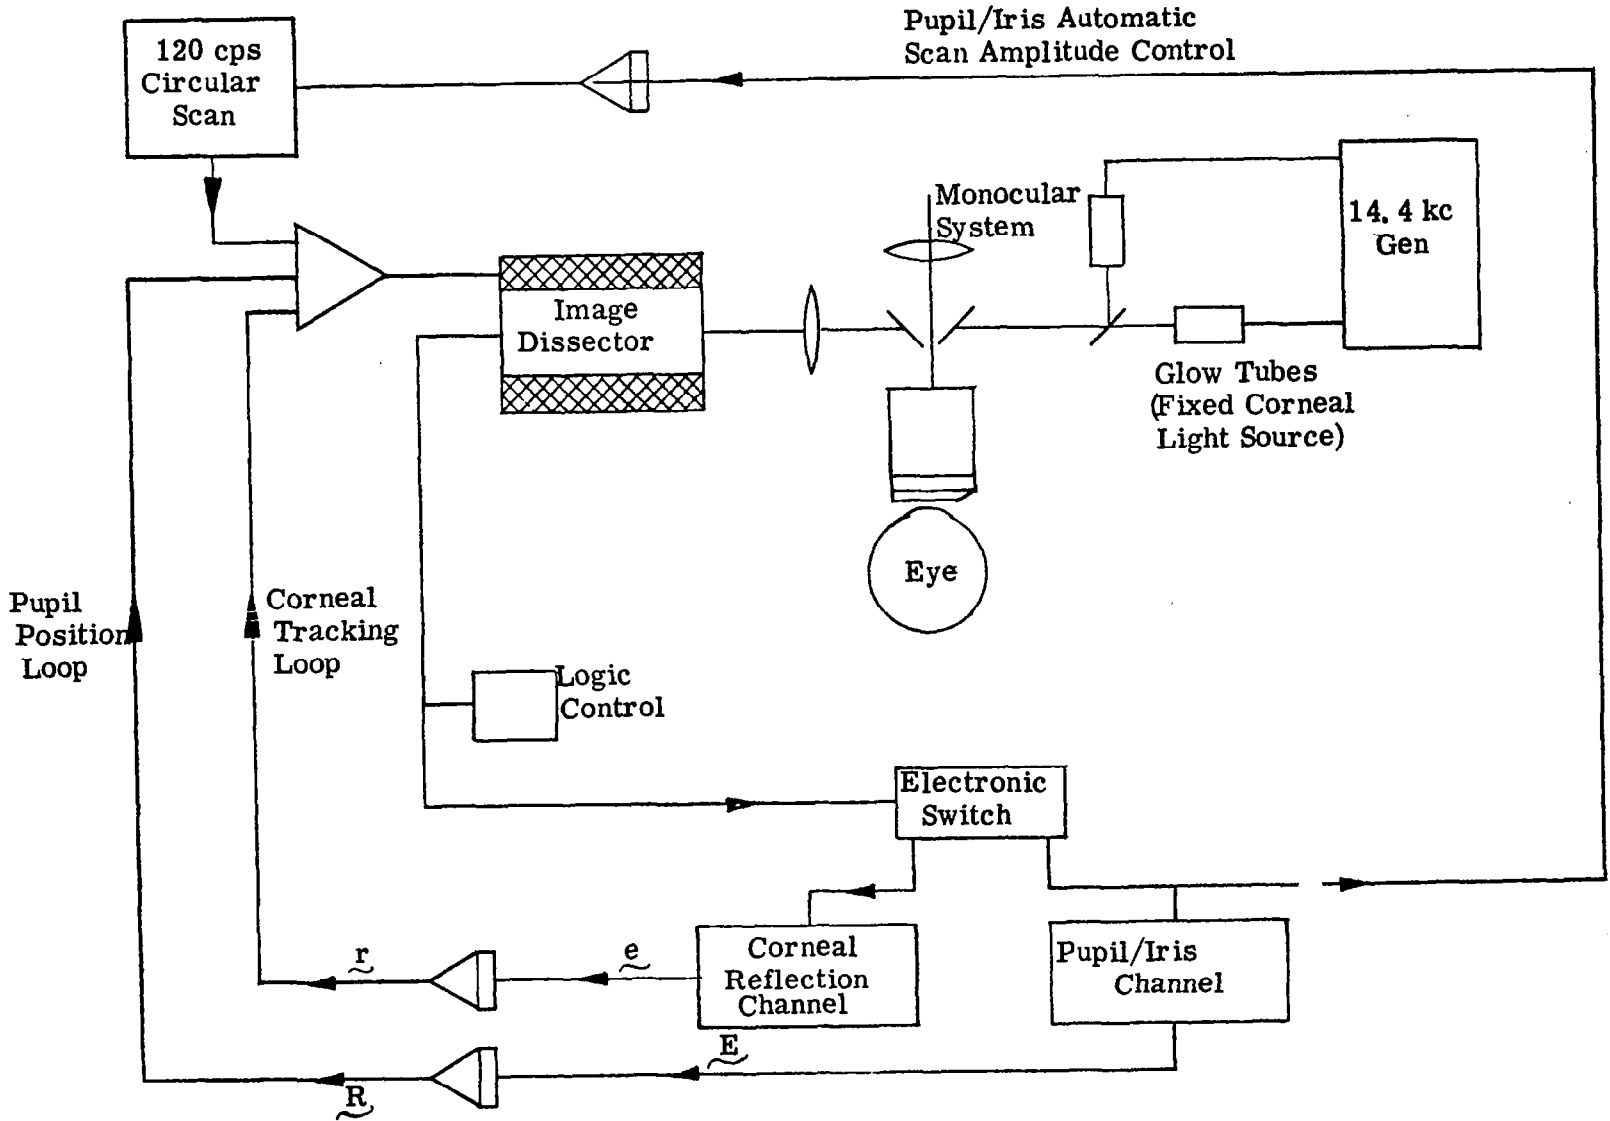 Pupil/Iris Automatic
Scan Amplitude Control
120 cps
Circular
Scan
Monocular
System
14.4 kc
Gen
Image
Dissector
Glow Tubes
(Fixed Corneal
Light Source)
Eye
Pupil
Position
Loop
Corneal
Tracking
Loop
Logic
Control
Electronic
Switch
r
e
Corneal
Reflection
Channel
Pupil/Iris
Channel
E
R